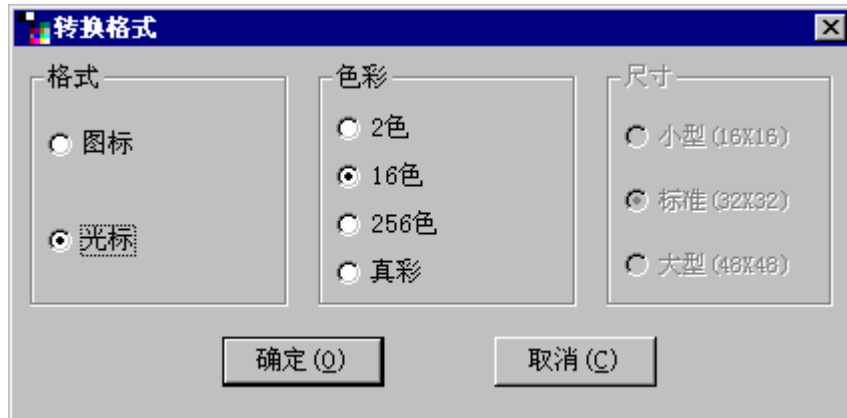 转换格式
格式
图标
光标
色彩
2色
16色
256色
真彩
尺寸
小型(16X16)
标准(32X32)
大型(48X48)
确定(O)
取消(C)